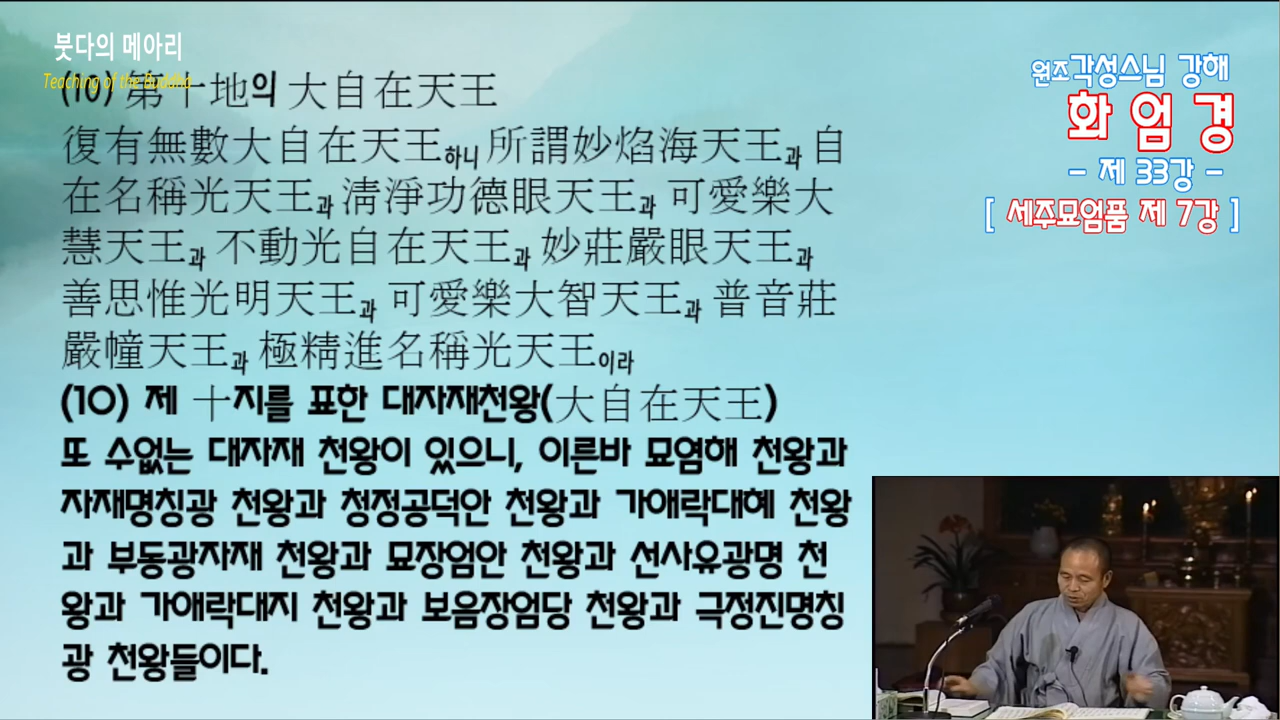 붓다의 메아리
Teaching of the Buddha
(10) 第十地의 大自在天王
復有無數大自在天王하니 所謂妙焰海天王과 自
在名稱光天王과 淸淨功德眼天王과 可愛樂大
慧天王과 不動光自在天王과 妙莊嚴眼天王과
善思惟光明天王과 可愛樂大智天王과 普音莊
嚴幢天王과 極精進名稱光天王이라
(10) 제 十지를 표한 대자재천왕(大自在天王)
또 수없는 대자재 천왕이 있으니, 이른바 묘염해 천왕과
자재명칭광 천왕과 청정공덕안 천왕과 가애락대혜 천왕
과 부동광자재 천왕과 묘장엄안 천왕과 선사유광명 천
왕과 가애락대지 천왕과 보음장엄당 천왕과 극정진명칭
광 천왕들이다.
원조각성스님 강해
화 엄 경
- 제 33강 -
[ 세주묘엄품 제 7강 ]